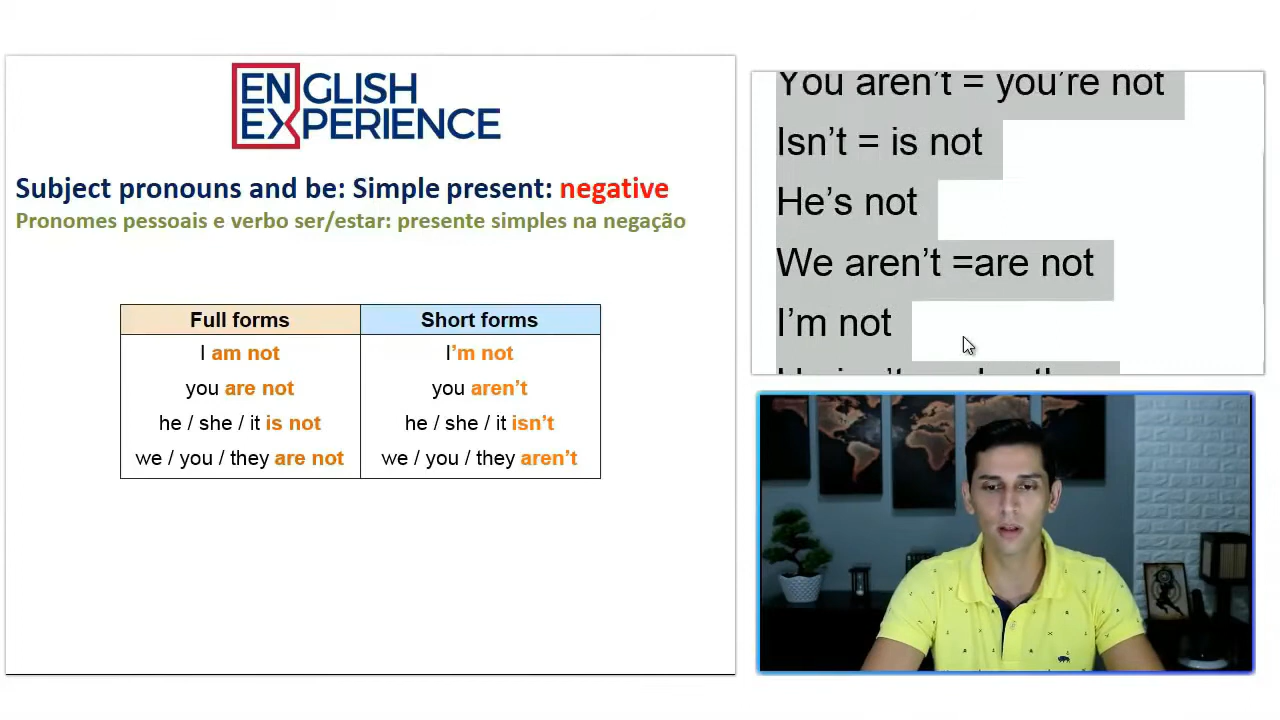 ENGLISH
EXPERIENCE
Subject pronouns and be: Simple present: negative
Pronomes pessoais e verbo ser/estar: presente simples na negação
Full forms Short forms
I am not I’m not
you are not you aren’t
he / she / it is not he / she / it isn’t
we / you / they are not we / you / they aren’t
You aren’t = you’re not
Isn’t = is not
He’s not
We aren’t =are not
I’m not